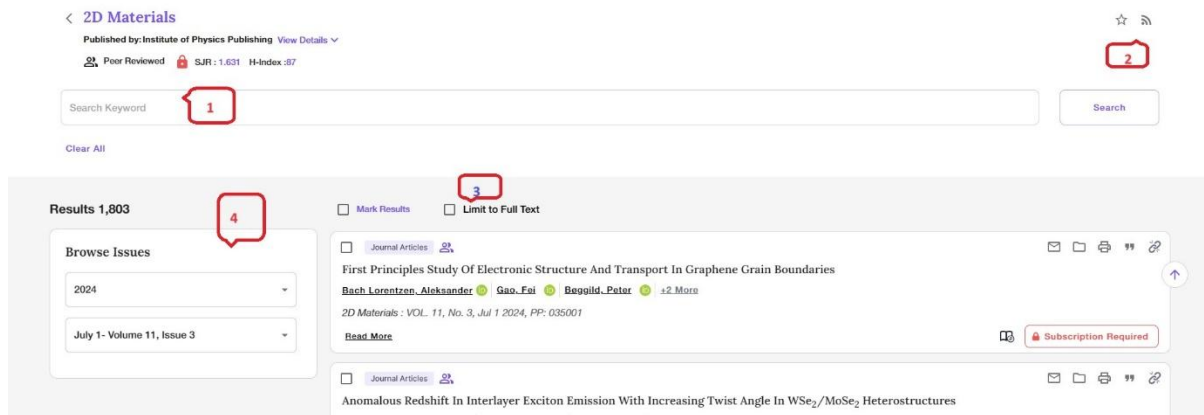 2D Materials
Published by: Institute of Physics Publishing View Details
Peer Reviewed SJR : 1.631 H-Index :87
2
Search Keyword
1
Search
Clear All
Results 1,803
4
3
Mark Results
Limit to Full Text
Browse Issues
2024
July 1- Volume 11, Issue 3
Journal Articles
First Principles Study Of Electronic Structure And Transport In Graphene Grain Boundaries
Bach Lorentzen, Aleksander iD Gao, Fei iD Bøggild, Peter iD +2 More
2D Materials : VOL. 11, No. 3, Jul 1 2024, PP: 035001
Read More
Subscription Required
Journal Articles
Anomalous Redshift In Interlayer Exciton Emission With Increasing Twist Angle In WSe₂/MoSe₂ Heterostructures